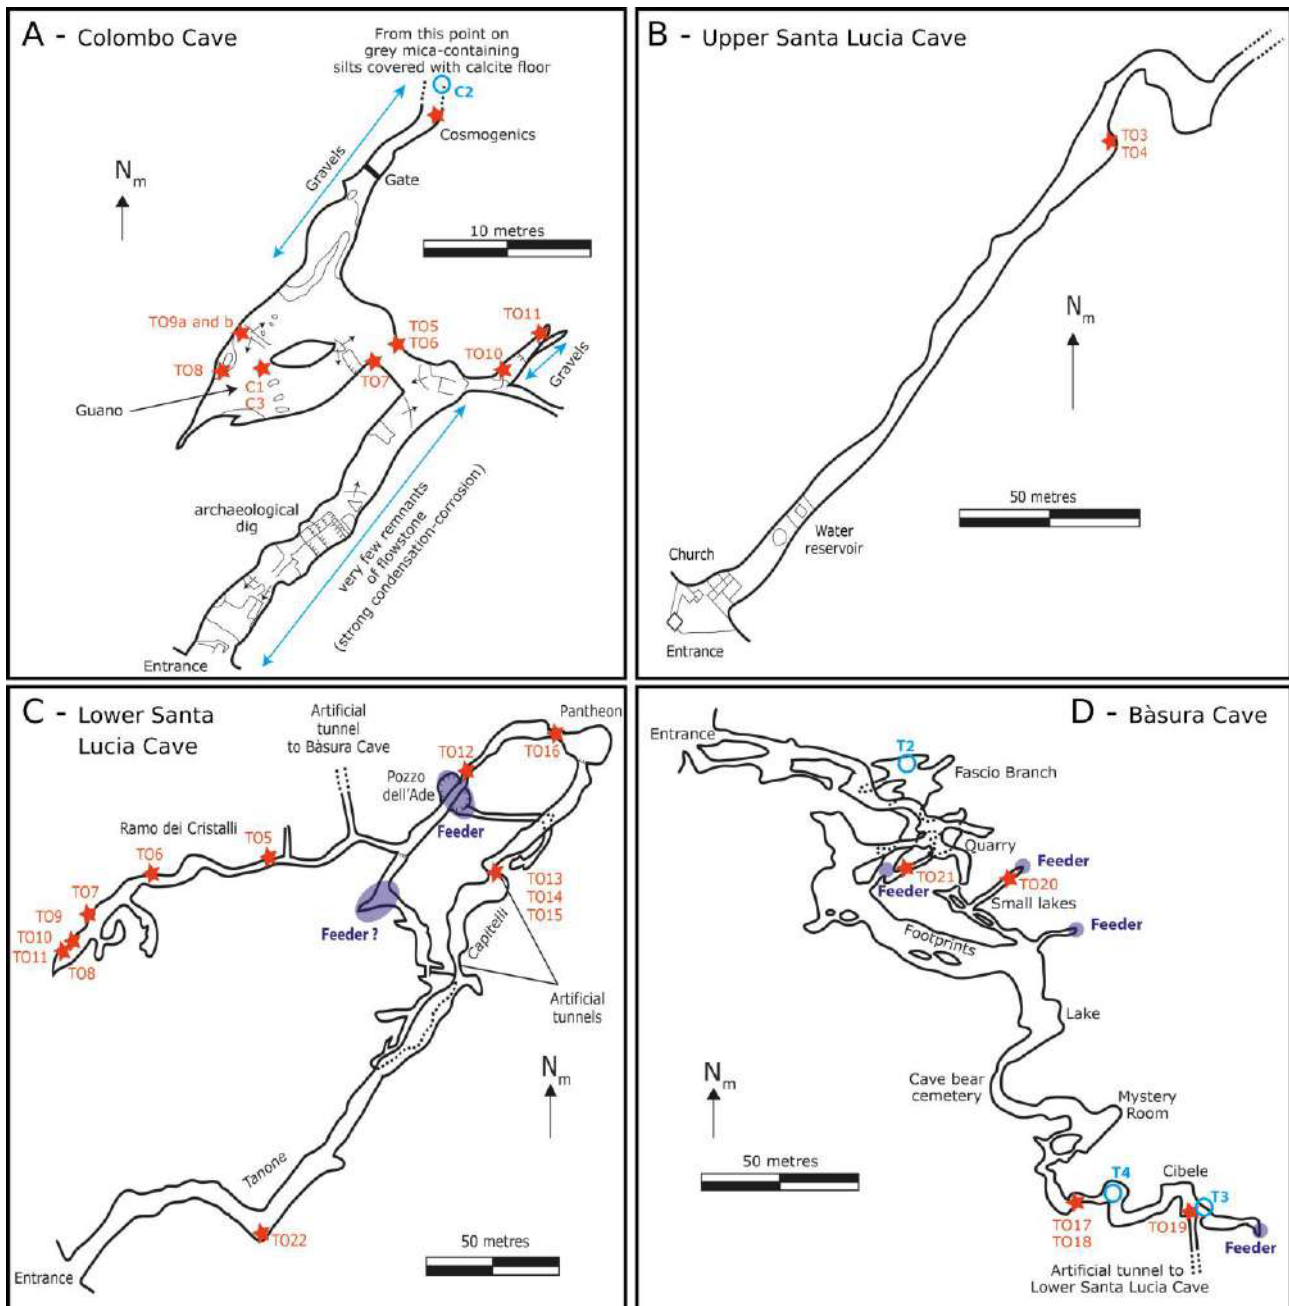 A - Colombo Cave
From this point on
grey mica-containing
silts covered with calcite floor
C2
Cosmogenics
Gravels
Gate
Nm
10 metres
TO9a and b
TO5
TO6
TO11
TO8
TO7
TO10
Gravels
C1
C3
Guano
archaeological
dig
very few remnants
of flowstone
(strong condensation-corrosion)
Entrance
B - Upper Santa Lucia Cave
TO3
TO4
Nm
50 metres
Water
reservoir
Church
Entrance
C - Lower Santa
Lucia Cave
Artificial
tunnel
to Bàsura Cave
Pantheon
TO12
TO16
Pozzo
dell'Ade
Feeder
Ramo dei Cristalli
TO5
TO6
TO7
TO9
TO10
TO11
TO8
TO13
TO14
TO15
Feeder ?
Capitelli
Artificial
tunnels
Nm
Tanone
TO22
50 metres
Entrance
D - Bàsura Cave
Entrance
T2
Fascio Branch
Quarry
Feeder
TO21
Feeder
TO20
Small lakes
Feeder
Footprints
Lake
Nm
Cave bear
cemetery
Mystery
Room
50 metres
T4
Cibele
T3
TO17
TO18
TO19
Feeder
Artificial tunnel to
Lower Santa Lucia Cave